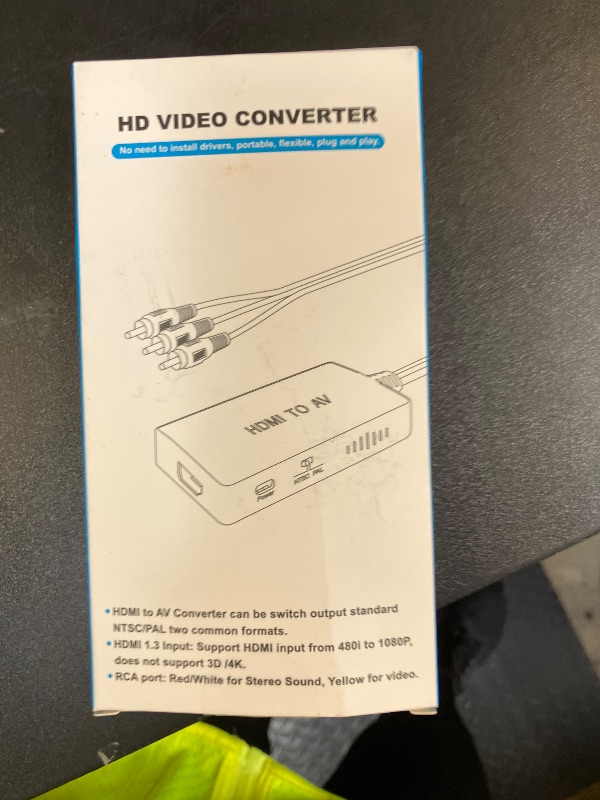 HD VIDEO CONVERTER
No need to install drivers, portable, flexible, plug and play.
HDMI TO AV
Power
NTSC PAL
• HDMI to AV Converter can be switch output standard
NTSC/PAL two common formats.
• HDMI 1.3 Input: Support HDMI input from 480i to 1080P,
does not support 3D /4K.
• RCA port: Red/White for Stereo Sound, Yellow for video.